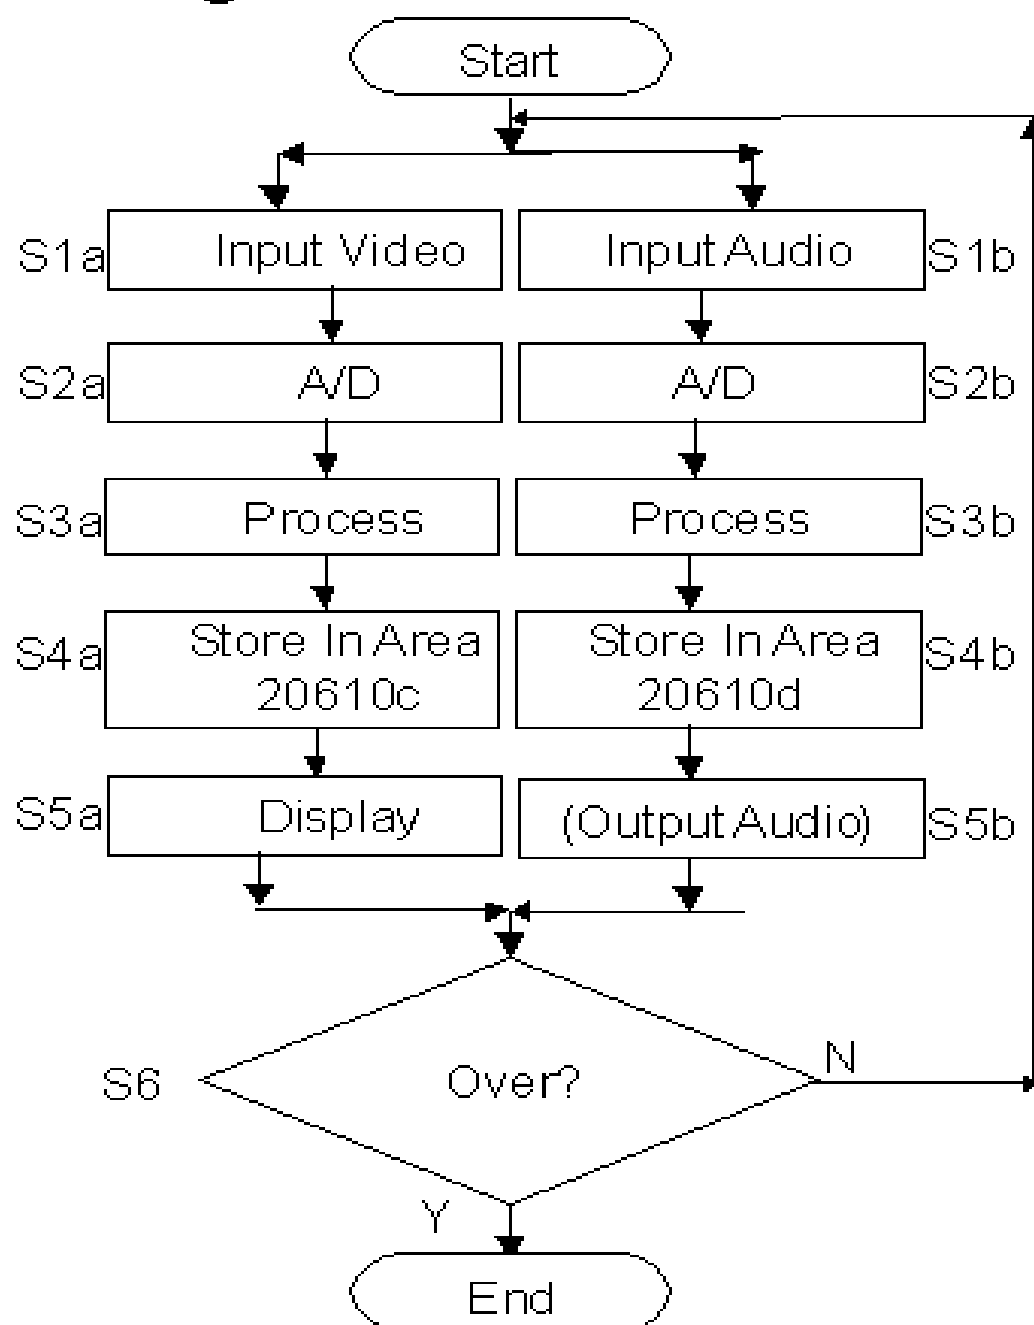 Start
S1a Input Video Input Audio S1b
S2a A/D A/D S2b
S3a Process Process S3b
S4a Store In Area 20610c Store In Area 20610d S4b
S5a Display (Output Audio) S5b
S6 Over? N
Y
End